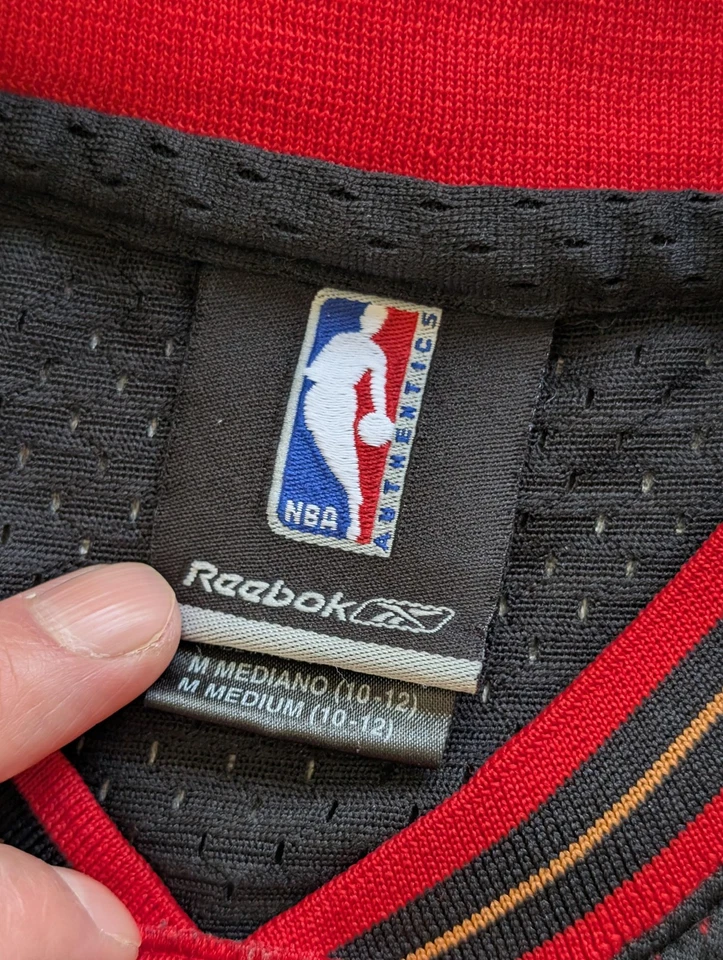 NBA
AUTHENTICS
Reebok
M MEDIANO (10-12)
M MEDIUM (10-12)